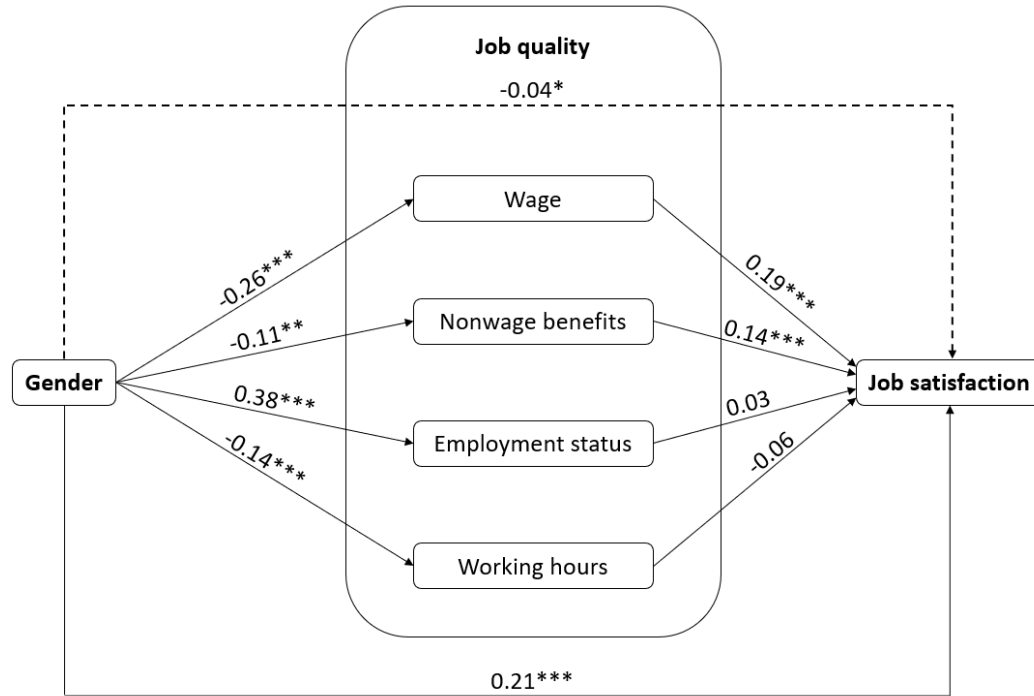 Job quality
-0.04*
Wage
-0.26***
0.19***
Nonwage benefits
-0.11**
0.14***
Gender
Job satisfaction
0.38***
0.03
Employment status
-0.14***
-0.06
Working hours
0.21***